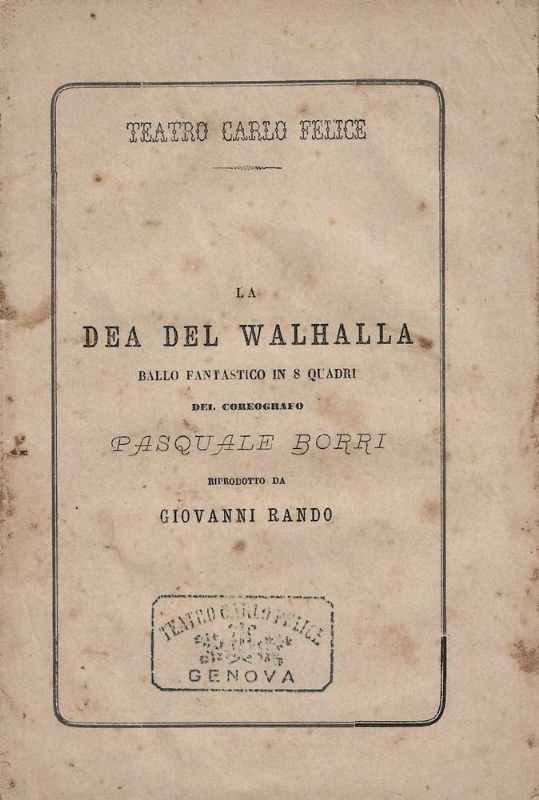 TEATRO CARLO FELICE
LA
DEA DEL WALHALLA
BALLO FANTASTICO IN 8 QUADRI
DEL COREOGRAFO
PASQUALE BORRI
RIPRODOTTO DA
GIOVANNI RANDO
TEATRO CARLO FELICE
GENOVA